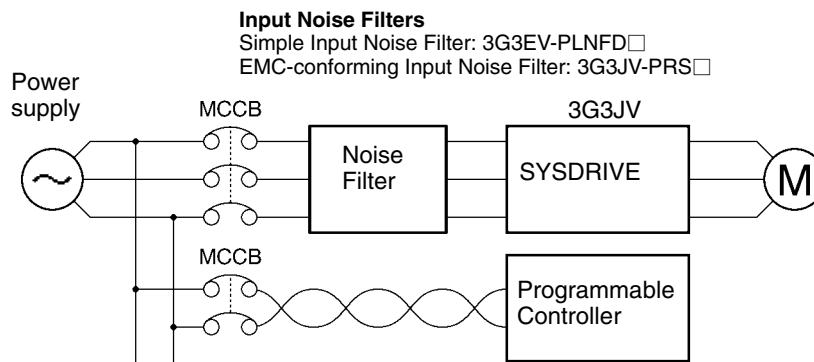 Input Noise Filters
Simple Input Noise Filter: 3G3EV-PLNFD□
EMC-conforming Input Noise Filter: 3G3JV-PRS□
Power
supply
MCCB
3G3JV
Noise
Filter
SYSDRIVE
M
MCCB
Programmable
Controller